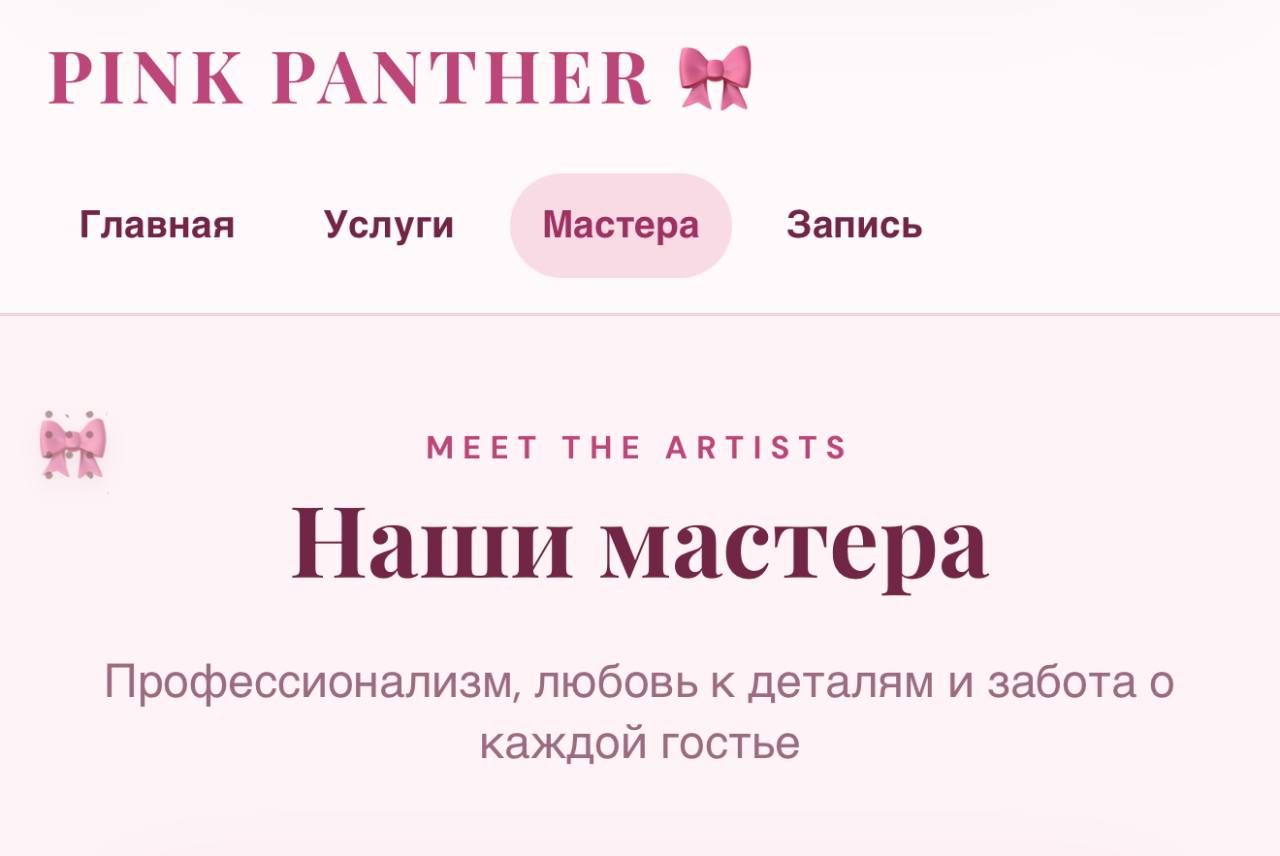 PINK PANTHER 🎀
Главная Услуги Мастера Запись
MEET THE ARTISTS
Наши мастера
Профессионализм, любовь к деталям и забота о
каждой гостье